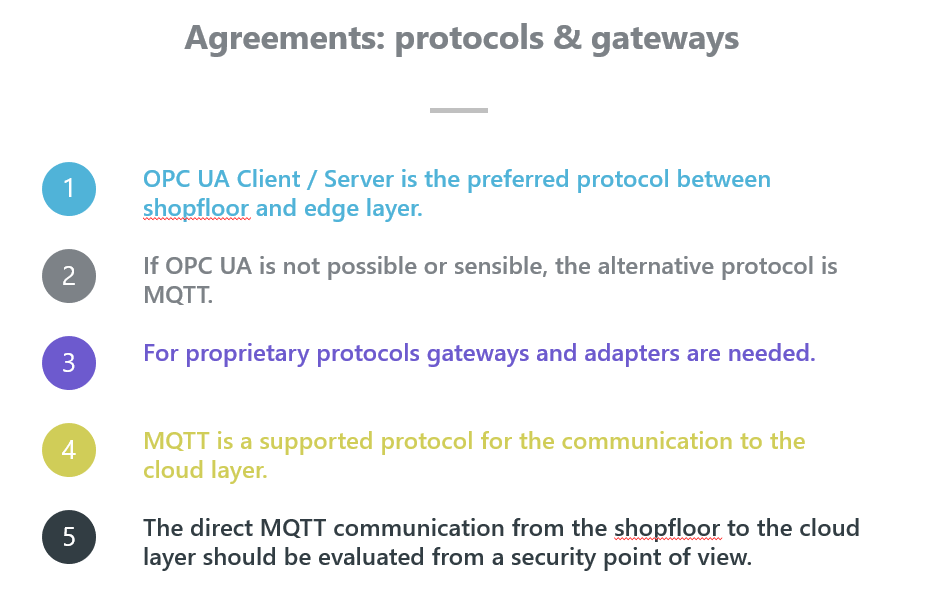 Agreements: protocols & gateways
1
OPC UA Client / Server is the preferred protocol between
shopfloor and edge layer.
2
If OPC UA is not possible or sensible, the alternative protocol is
MQTT.
3
For proprietary protocols gateways and adapters are needed.
4
MQTT is a supported protocol for the communication to the
cloud layer.
5
The direct MQTT communication from the shopfloor to the cloud
layer should be evaluated from a security point of view.